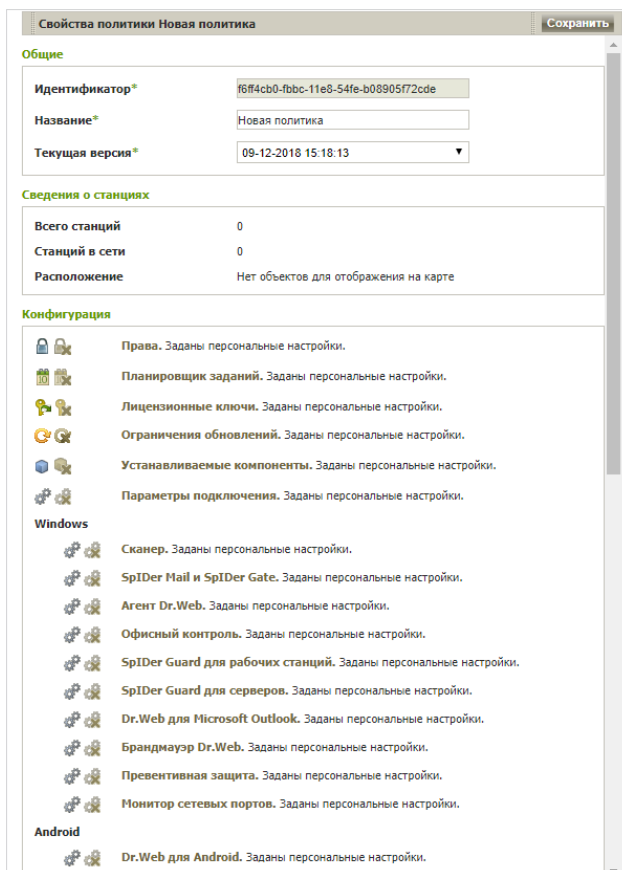 Свойства политики Новая политика
Сохранить
Общие
Идентификатор*
f6ff4cb0-fbbc-11e8-54fe-b08905f72cde
Название*
Новая политика
Текущая версия*
09-12-2018 15:18:13
Сведения о станциях
Всего станций
0
Станций в сети
0
Расположение
Нет объектов для отображения на карте
Конфигурация
Права. Заданы персональные настройки.
10
Планировщик заданий. Заданы персональные настройки.
Лицензионные ключи. Заданы персональные настройки.
Ограничения обновлений. Заданы персональные настройки.
Устанавливаемые компоненты. Заданы персональные настройки.
Параметры подключения. Заданы персональные настройки.
Windows
Сканер. Заданы персональные настройки.
SpIDer Mail и SpIDer Gate. Заданы персональные настройки.
Агент Dr.Web. Заданы персональные настройки.
Офисный контроль. Заданы персональные настройки.
SpIDer Guard для рабочих станций. Заданы персональные настройки.
SpIDer Guard для серверов. Заданы персональные настройки.
Dr.Web для Microsoft Outlook. Заданы персональные настройки.
Брандмауэр Dr.Web. Заданы персональные настройки.
Превентивная защита. Заданы персональные настройки.
Монитор сетевых портов. Заданы персональные настройки.
Android
Dr.Web для Android. Заданы персональные настройки.